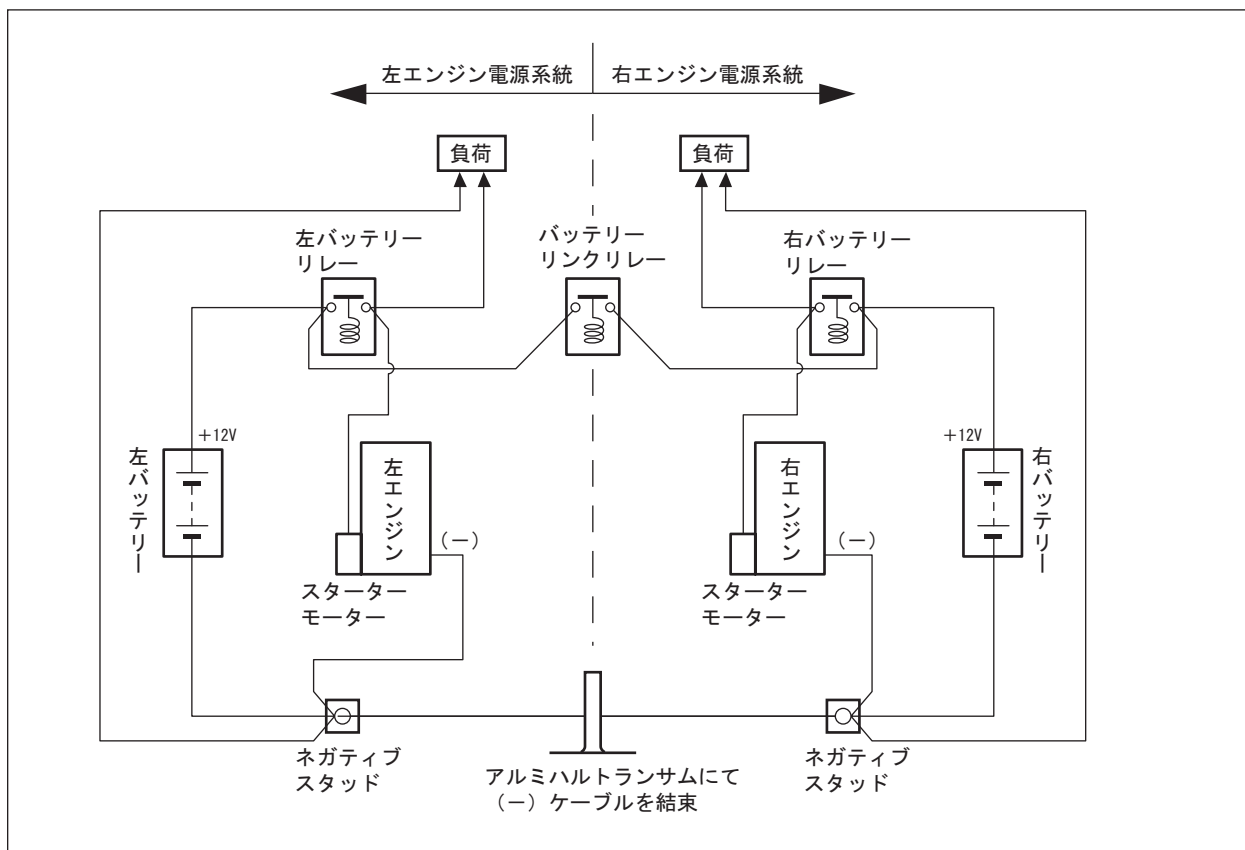 左エンジン電源系統
右エンジン電源系統
負荷
負荷
左バッテリー
リレー
バッテリー
リンクリレー
右バッテリー
リレー
+12V
+12V
左バッテリー
左エンジン
(-)
右エンジン
(-)
右バッテリー
スターター
モーター
スターター
モーター
ネガティブ
スタッド
アルミハルトランサムにて
(-)ケーブルを結束
ネガティブ
スタッド